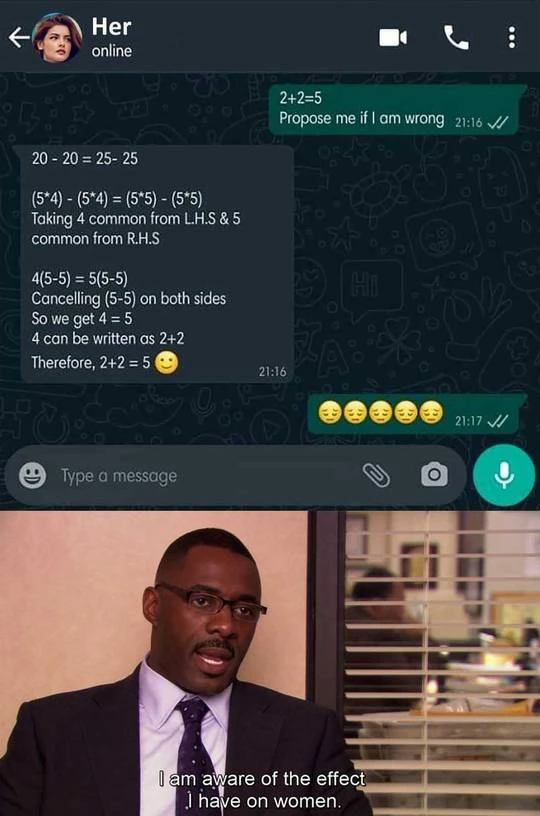 Her
online
2+2=5
Propose me if I am wrong 21:16
20 - 20 = 25- 25
(5*4) - (5*4) = (5*5) - (5*5)
Taking 4 common from L.H.S & 5
common from R.H.S
4(5-5) = 5(5-5)
Cancelling (5-5) on both sides
So we get 4 = 5
4 can be written as 2+2
Therefore, 2+2 = 5 🙂
21:16
Hi
😔😔😔😔😔 21:17
Type a message
I am aware of the effect
I have on women.